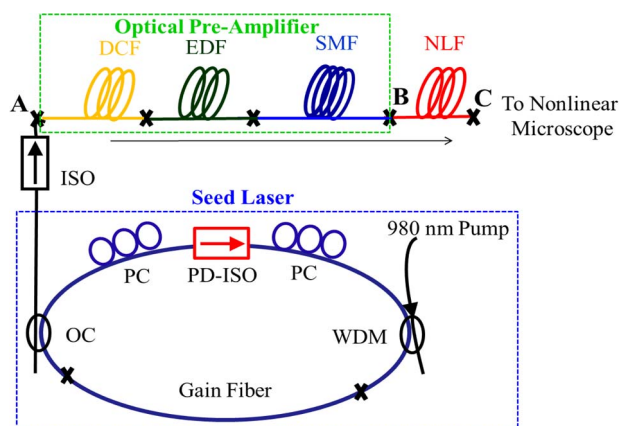 Optical Pre-Amplifier
DCF
EDF
SMF
NLF
A
B
C
To Nonlinear
Microscope
ISO
Seed Laser
980 nm Pump
PC
PD-ISO
PC
OC
WDM
Gain Fiber